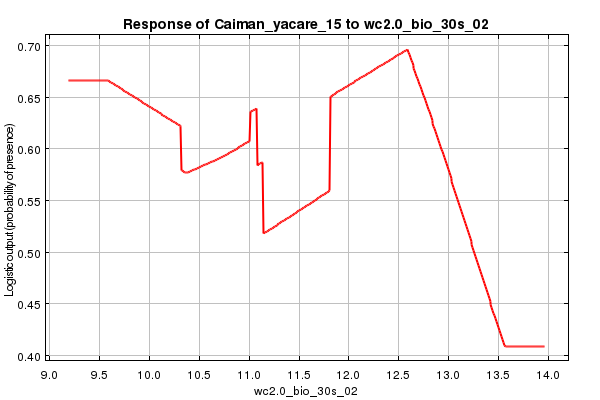 Response of Caiman_yacare_15 to wc2.0_bio_30s_02
Logistic output (probability of presence)
0.70
0.65
0.60
0.55
0.50
0.45
0.40
9.0 9.5 10.0 10.5 11.0 11.5 12.0 12.5 13.0 13.5 14.0
wc2.0_bio_30s_02